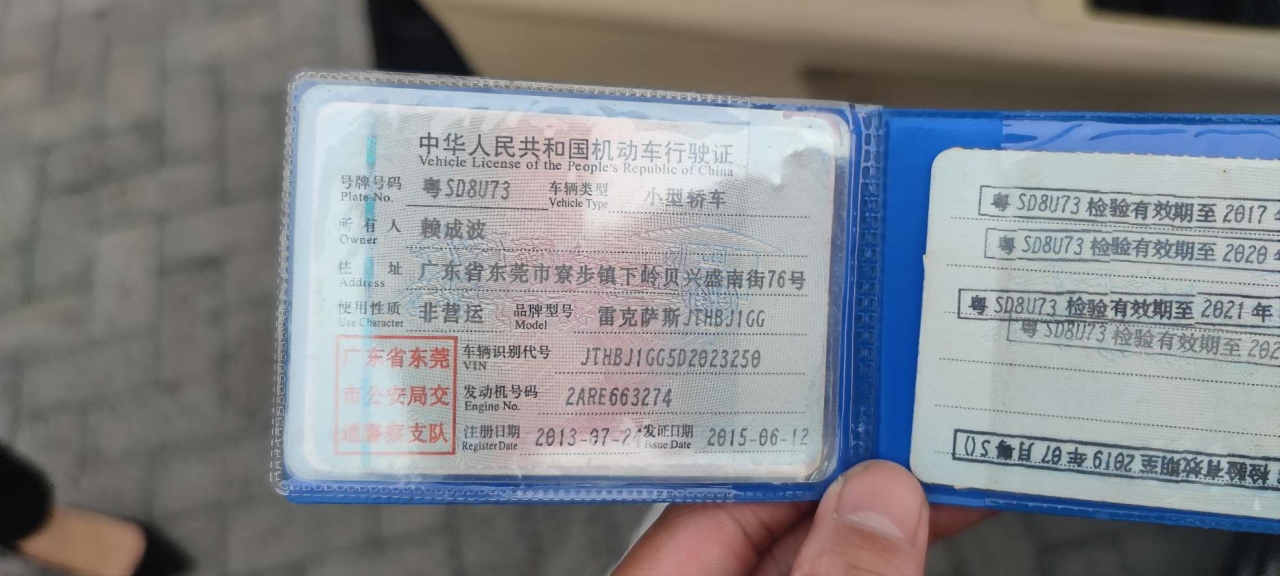 中华人民共和国机动车行驶证
Vehicle License of the People's Republic of China
号牌号码 粤SD8U73 车辆类型 小型轿车
Plate No. Vehicle Type
所有人 赖成波
Owner
住址 广东省东莞市寮步镇下岭贝兴盛南街76号
Address
使用性质 非营运 品牌型号 雷克萨斯JTHBJ1GG
Use Character Model
广东省东莞
市公安局交
通警察支队
车辆识别代号 JTHBJ1GG5D2023250
VIN
发动机号码 2ARE663274
Engine No.
注册日期 2013-07-24 发证日期 2015-06-12
Register Date Issue Date
粤SD8U73 检验有效期至 2017年
粤SD8U73 检验有效期至 2020年
粤SD8U73 检验有效期至 2021年
粤SD8U73 检验有效期至 202
检验有效期至 2019年07月粤S()